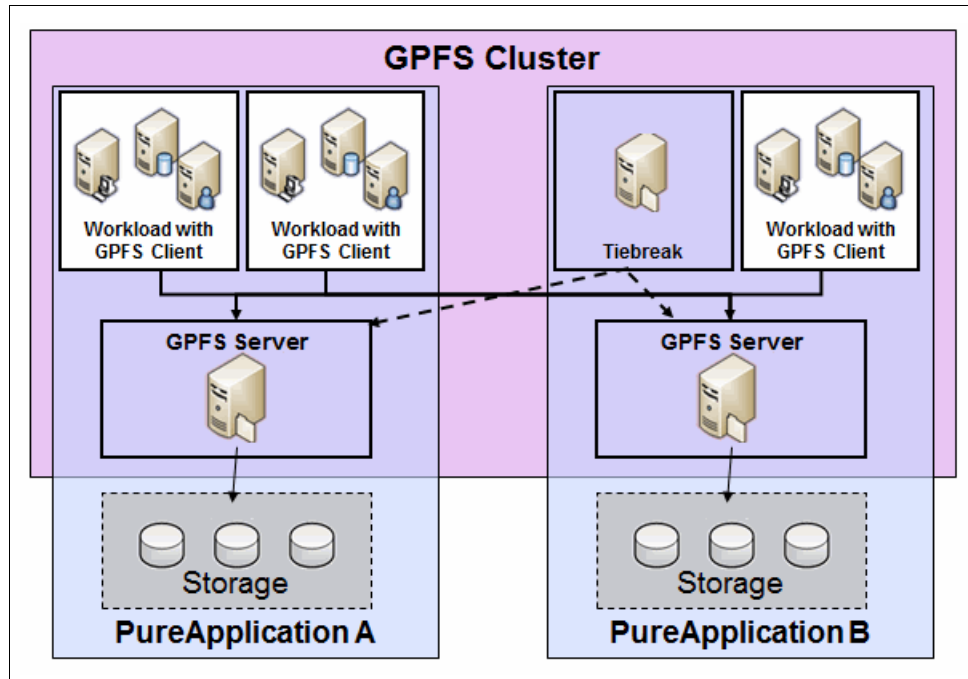 GPFS Cluster
Workload with
GPFS Client
Workload with
GPFS Client
Tiebreak
Workload with
GPFS Client
GPFS Server
GPFS Server
Storage
Storage
PureApplication A
PureApplication B